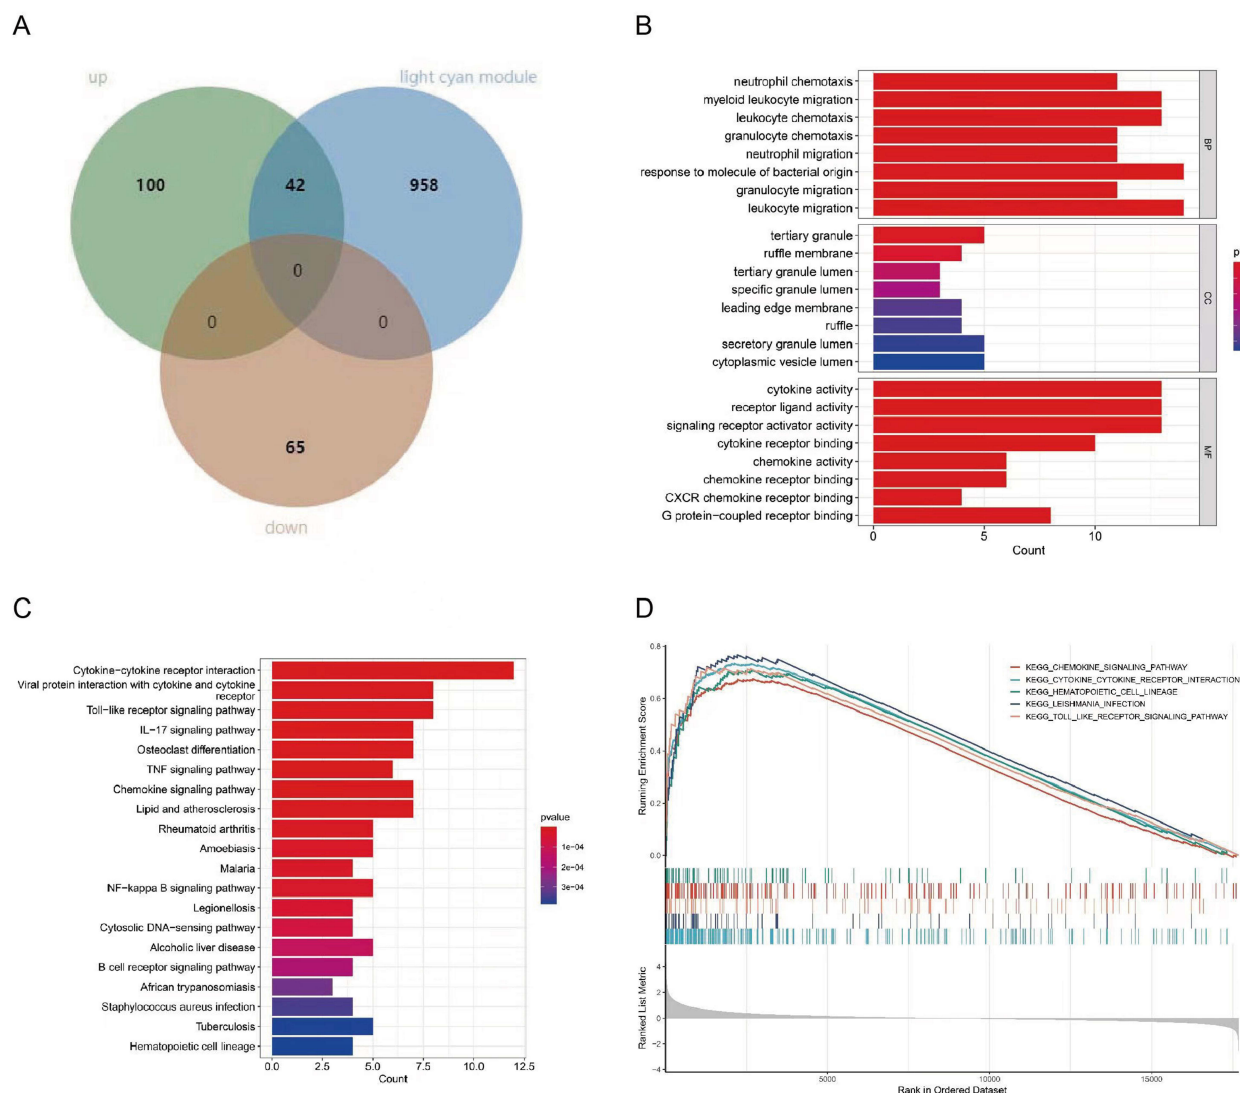 A
up
light cyan module
100
42
958
0
0
0
65
down
B
neutrophil chemotaxis
myeloid leukocyte migration
leukocyte chemotaxis
granulocyte chemotaxis
neutrophil migration
response to molecule of bacterial origin
granulocyte migration
leukocyte migration
BP
tertiary granule
ruffle membrane
tertiary granule lumen
specific granule lumen
leading edge membrane
ruffle
secretory granule lumen
cytoplasmic vesicle lumen
CC
cytokine activity
receptor ligand activity
signaling receptor activator activity
cytokine receptor binding
chemokine activity
chemokine receptor binding
CXCR chemokine receptor binding
G protein-coupled receptor binding
MF
0 5 10
Count
p
C
Cytokine-cytokine receptor interaction
Viral protein interaction with cytokine and cytokine
receptor
Toll-like receptor signaling pathway
IL-17 signaling pathway
Osteoclast differentiation
TNF signaling pathway
Chemokine signaling pathway
Lipid and atherosclerosis
Rheumatoid arthritis
Amoebiasis
Malaria
NF-kappa B signaling pathway
Legionellosis
Cytosolic DNA-sensing pathway
Alcoholic liver disease
B cell receptor signaling pathway
African trypanosomiasis
Staphylococcus aureus infection
Tuberculosis
Hematopoietic cell lineage
0.0 2.5 5.0 7.5 10.0 12.5
Count
pvalue
1e-04
2e-04
3e-04
D
Running Enrichment Score
0.8
0.6
0.4
0.2
0.0
KEGG_CHEMOKINE_SIGNALING_PATHWAY
KEGG_CYTOKINE_CYTOKINE_RECEPTOR_INTERACTION
KEGG_HEMATOPOIETIC_CELL_LINEAGE
KEGG_LEISHMANIA_INFECTION
KEGG_TOLL_LIKE_RECEPTOR_SIGNALING_PATHWAY
Ranked List Metric
4
2
0
-2
-4
5000 10000 15000
Rank in Ordered Dataset